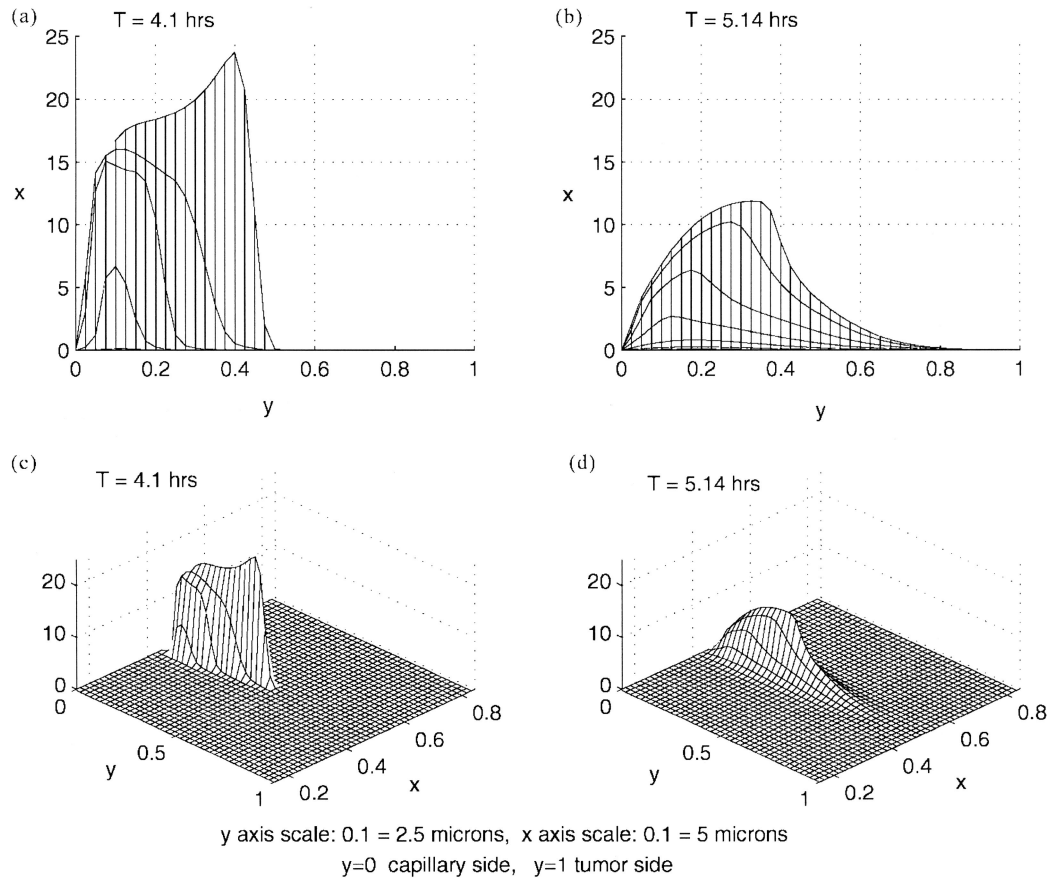 (a) T = 4.1 hrs
25
20
15
10
5
0
x
0 0.2 0.4 0.6 0.8 1
y
(b) T = 5.14 hrs
25
20
15
10
5
0
x
0 0.2 0.4 0.6 0.8 1
y
(c) T = 4.1 hrs
20
10
0
0 0.5 1
y
0.2 0.4 0.6 0.8
x
(d) T = 5.14 hrs
20
10
0
0 0.5 1
y
0.2 0.4 0.6 0.8
x
y axis scale: 0.1 = 2.5 microns, x axis scale: 0.1 = 5 microns
y=0 capillary side, y=1 tumor side